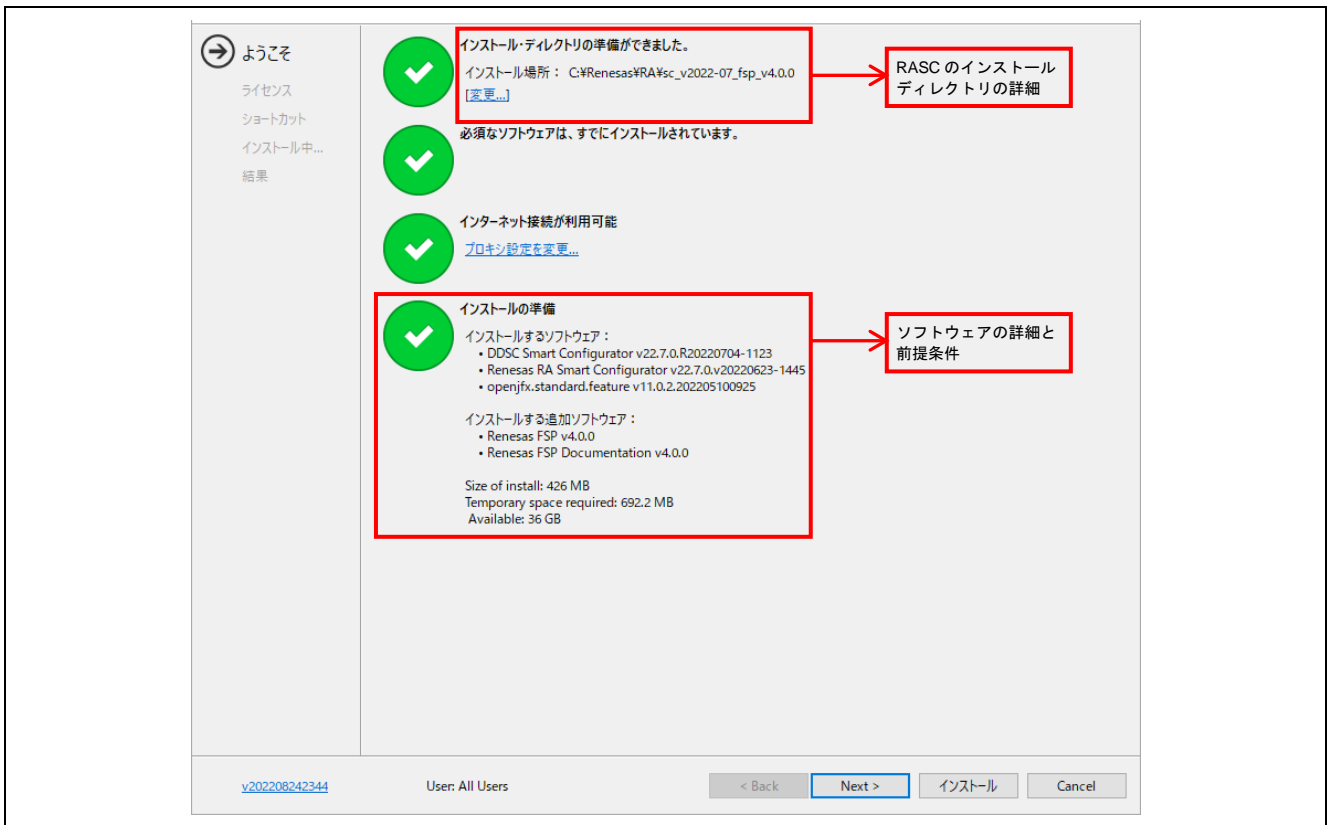 ようこそ
ライセンス
ショートカット
インストール中...
結果
インストール・ディレクトリの準備ができました。
インストール場所： C:¥Renesas¥RA¥sc_v2022-07_fsp_v4.0.0
[変更...]
RASC のインストール
ディレクトリの詳細
必須なソフトウェアは、すでにインストールされています。
インターネット接続が利用可能
プロキシ設定を変更...
インストールの準備
インストールするソフトウェア：
• DDSC Smart Configurator v22.7.0.R20220704-1123
• Renesas RA Smart Configurator v22.7.0.v20220623-1445
• openjfx.standard.feature v11.0.2.202205100925
インストールする追加ソフトウェア：
• Renesas FSP v4.0.0
• Renesas FSP Documentation v4.0.0
Size of install: 426 MB
Temporary space required: 692.2 MB
Available: 36 GB
ソフトウェアの詳細と
前提条件
v202208242344
User: All Users
< Back
Next >
インストール
Cancel